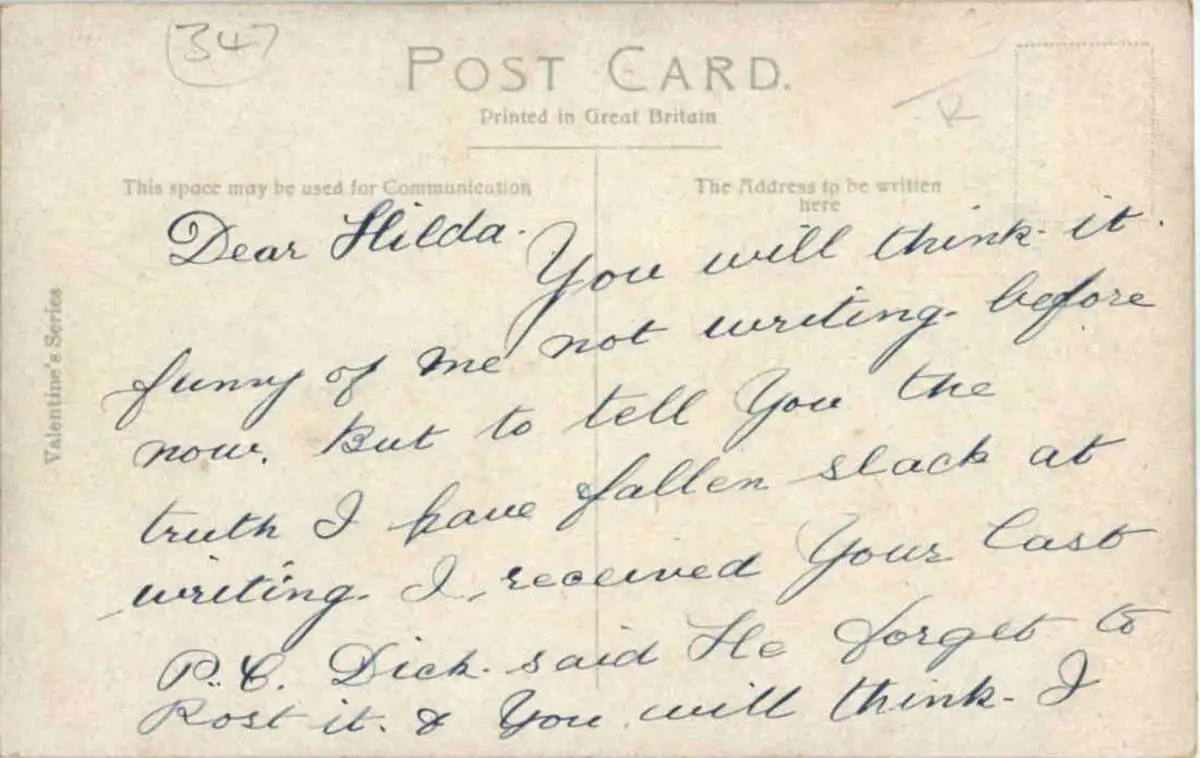 347
POST CARD.
Printed in Great Britain
R
This space may be used for Communication
The Address to be written
here
Valentine's Series
Dear Hilda. You will think it.
funny of me not writing. before
now. But to tell You the
truth I have fallen slack at
writing. I received Your Last
P.C. Dick. said He forget to
Post it. & You will think. I